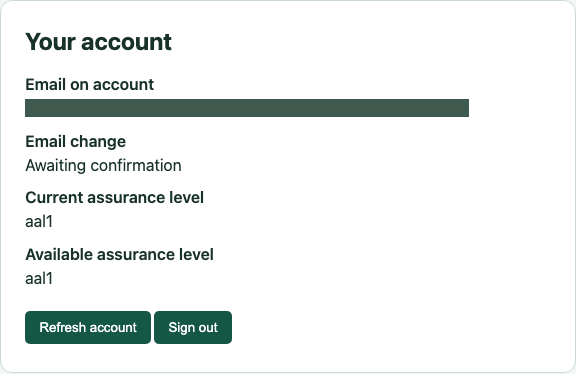 Your account
Email on account
Email change
Awaiting confirmation
Current assurance level
aal1
Available assurance level
aal1
Refresh account Sign out